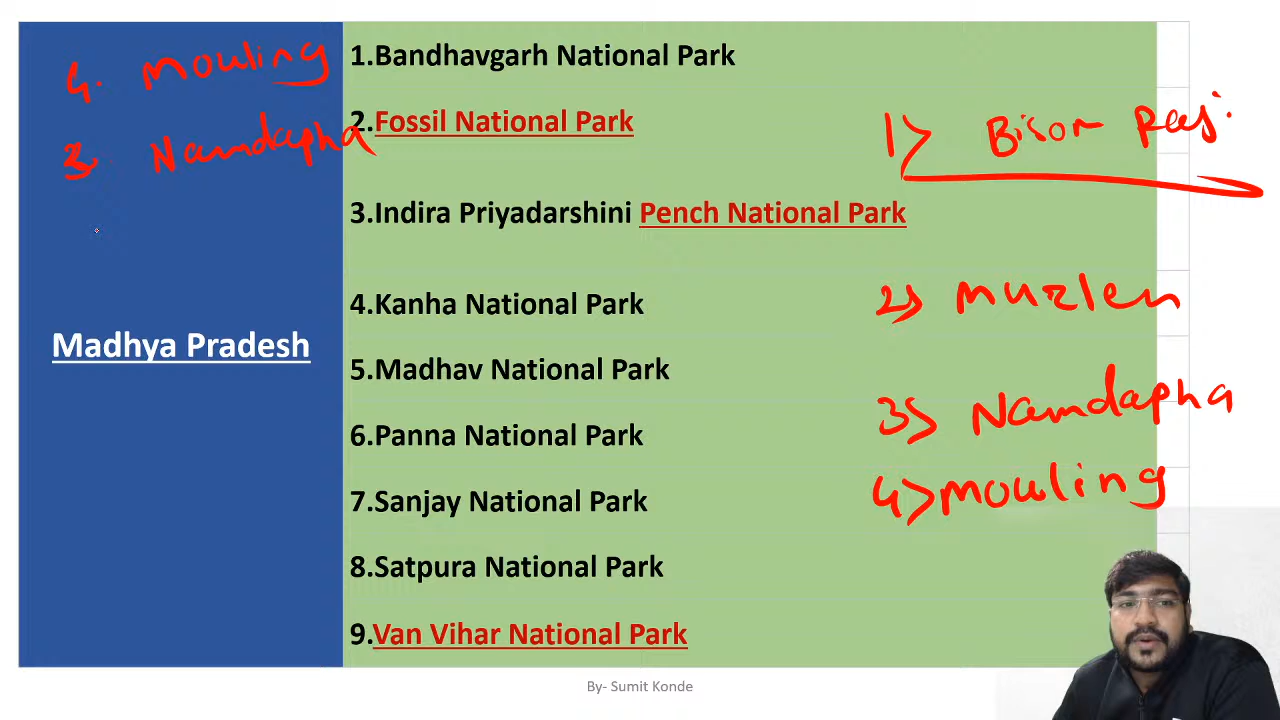 4. Mouling
3. Namdapha
Madhya Pradesh
1.Bandhavgarh National Park
2.Fossil National Park
3.Indira Priyadarshini Pench National Park
4.Kanha National Park
5.Madhav National Park
6.Panna National Park
7.Sanjay National Park
8.Satpura National Park
9.Van Vihar National Park
1> Bison Raj.
2> Murlen
3> Namdapha
4> Mouling
By- Sumit Konde